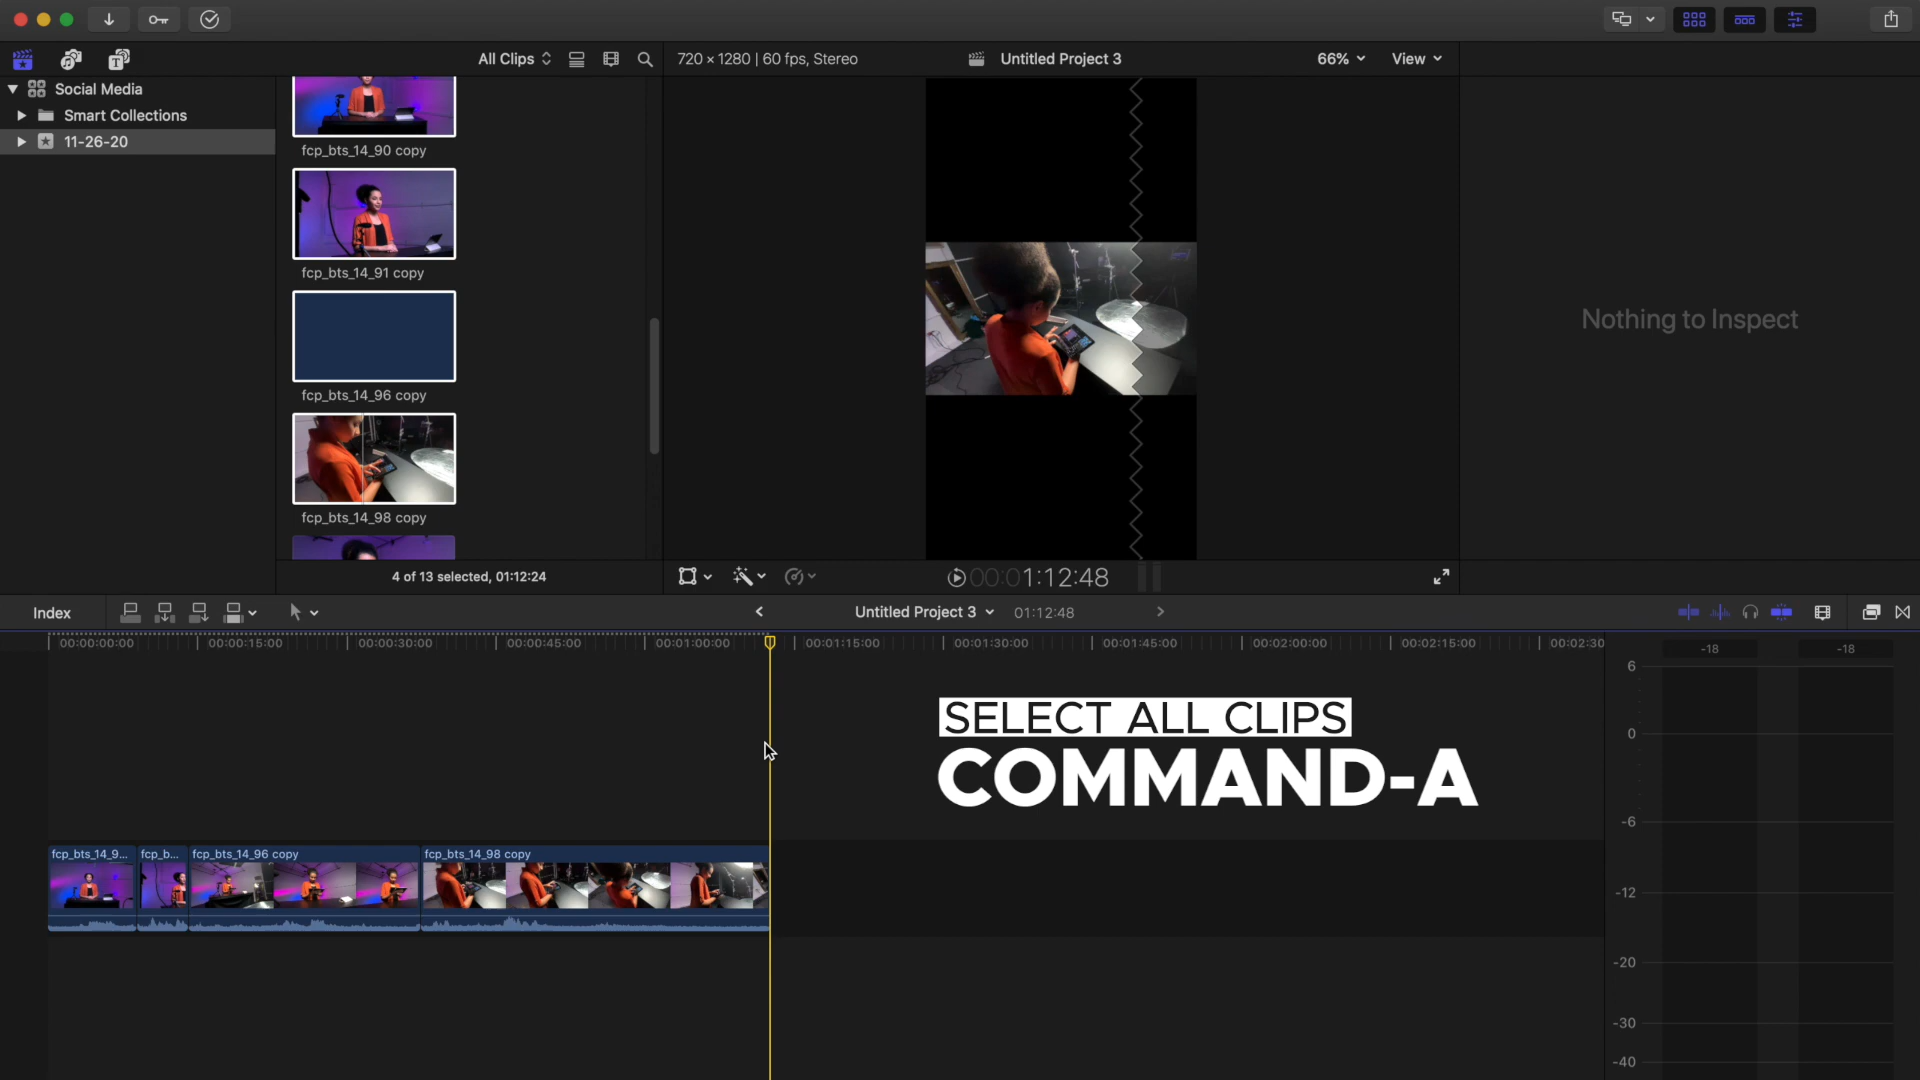 All Clips
720 × 1280 | 60 fps, Stereo
Untitled Project 3
66%
View
Social Media
Smart Collections
11-26-20
fcp_bts_14_90 copy
fcp_bts_14_91 copy
fcp_bts_14_96 copy
fcp_bts_14_98 copy
Nothing to Inspect
4 of 13 selected, 01:12:24
00:00:01:12:48
Index
Untitled Project 3
01:12:48
00:00:00:00
00:00:15:00
00:00:30:00
00:00:45:00
00:01:00:00
00:01:15:00
00:01:30:00
00:01:45:00
00:02:00:00
00:02:15:00
00:02:30
-18
-18
6
0
-6
-12
-20
-30
-40
SELECT ALL CLIPS
COMMAND-A
fcp_bts_14_9...
fcp_b...
fcp_bts_14_96 copy
fcp_bts_14_98 copy